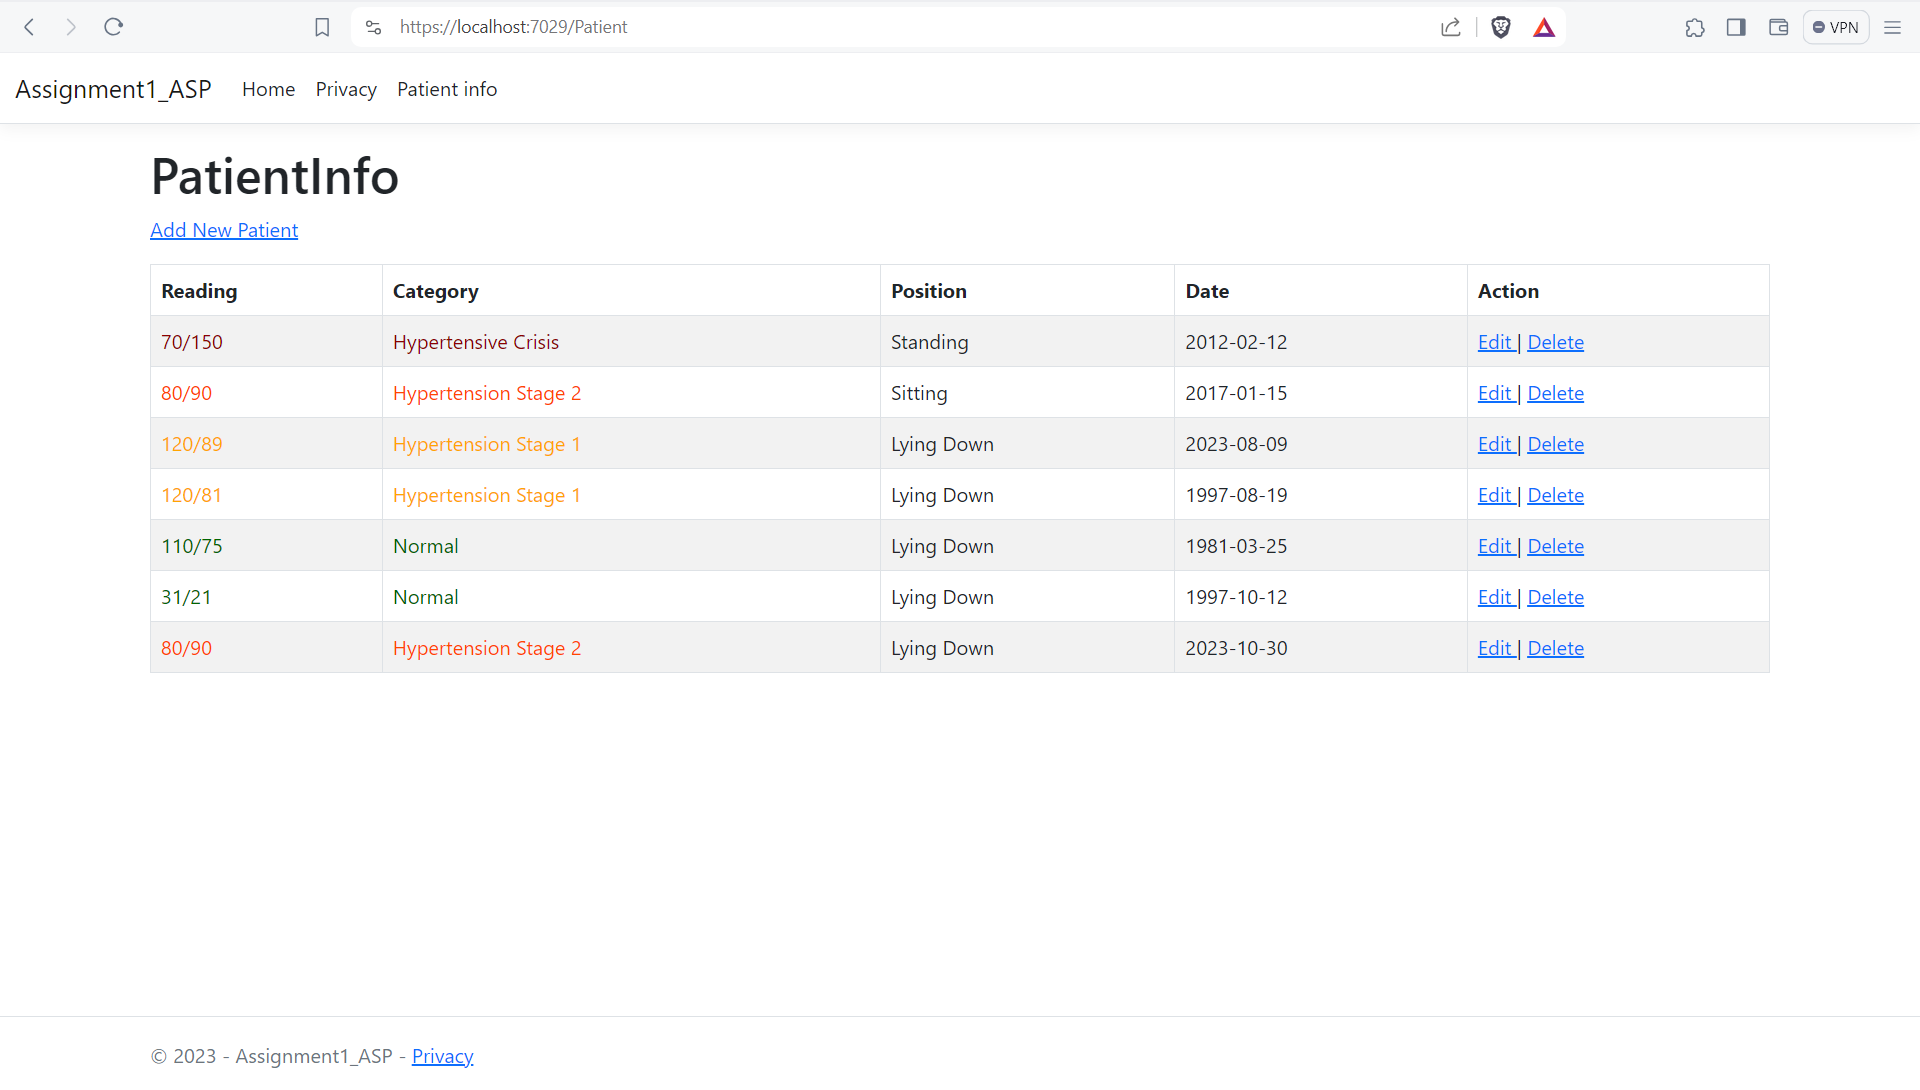 https://localhost:7029/Patient VPN
Assignment1_ASP Home Privacy Patient info
PatientInfo
Add New Patient
Reading Category Position Date Action
70/150 Hypertensive Crisis Standing 2012-02-12 Edit | Delete
80/90 Hypertension Stage 2 Sitting 2017-01-15 Edit | Delete
120/89 Hypertension Stage 1 Lying Down 2023-08-09 Edit | Delete
120/81 Hypertension Stage 1 Lying Down 1997-08-19 Edit | Delete
110/75 Normal Lying Down 1981-03-25 Edit | Delete
31/21 Normal Lying Down 1997-10-12 Edit | Delete
80/90 Hypertension Stage 2 Lying Down 2023-10-30 Edit | Delete
© 2023 - Assignment1_ASP - Privacy